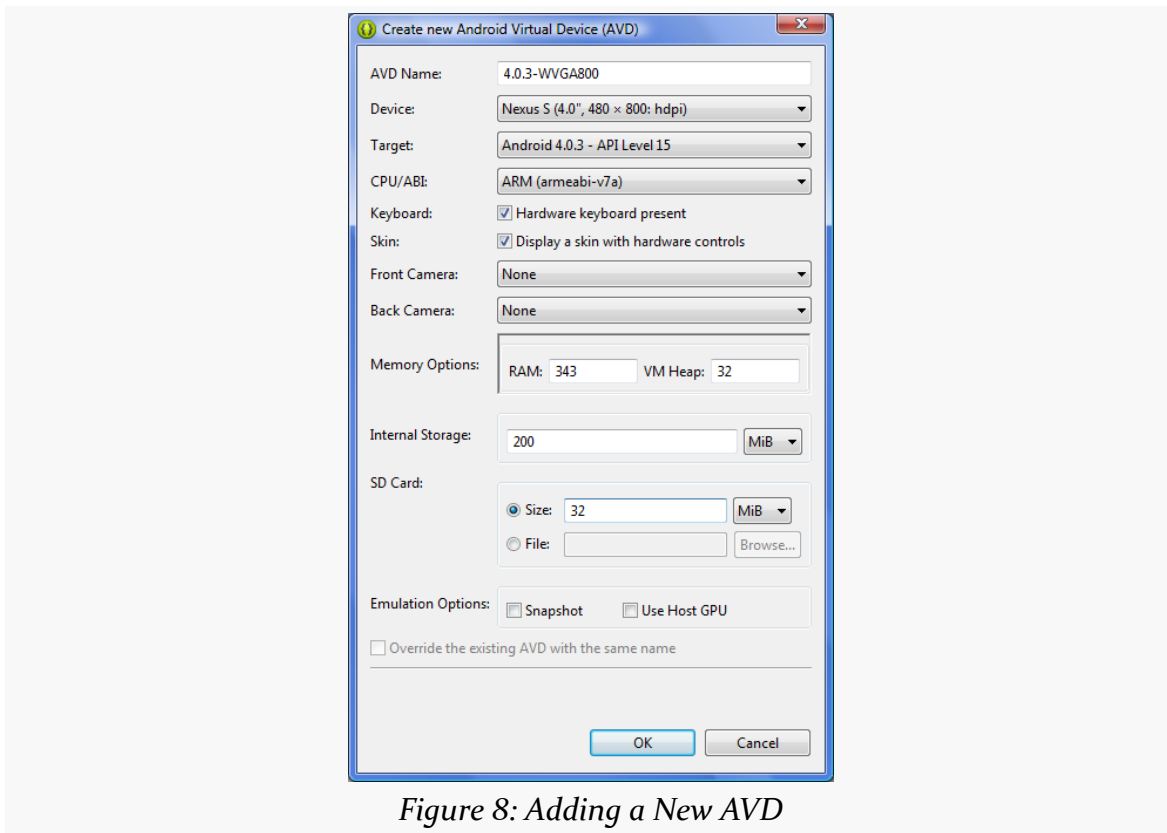 Create new Android Virtual Device (AVD)
AVD Name: 4.0.3-WVGA800
Device: Nexus S (4.0", 480 × 800: hdpi)
Target: Android 4.0.3 - API Level 15
CPU/ABI: ARM (armeabi-v7a)
Keyboard: Hardware keyboard present
Skin: Display a skin with hardware controls
Front Camera: None
Back Camera: None
Memory Options: RAM: 343 VM Heap: 32
Internal Storage: 200 MiB
SD Card:
Size: 32 MiB
File: Browse...
Emulation Options: Snapshot Use Host GPU
Override the existing AVD with the same name
OK Cancel
Figure 8: Adding a New AVD